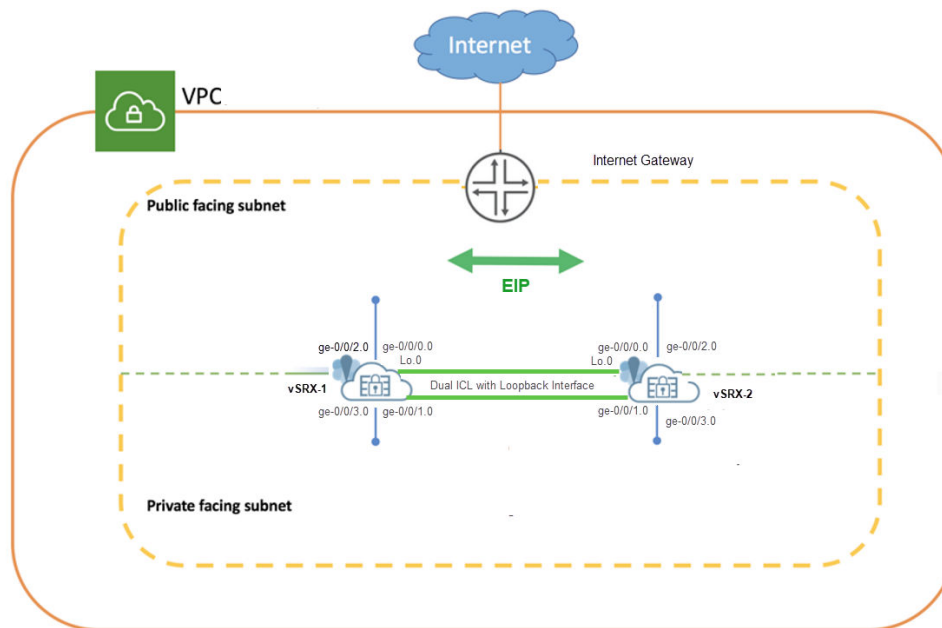 Internet
VPC
Internet Gateway
Public facing subnet
EIP
ge-0/0/2.0
ge-0/0/0.0
Lo.0
ge-0/0/0.0
ge-0/0/2.0
Lo.0
vSRX-1
Dual ICL with Loopback Interface
vSRX-2
ge-0/0/3.0
ge-0/0/1.0
ge-0/0/1.0
ge-0/0/3.0
Private facing subnet